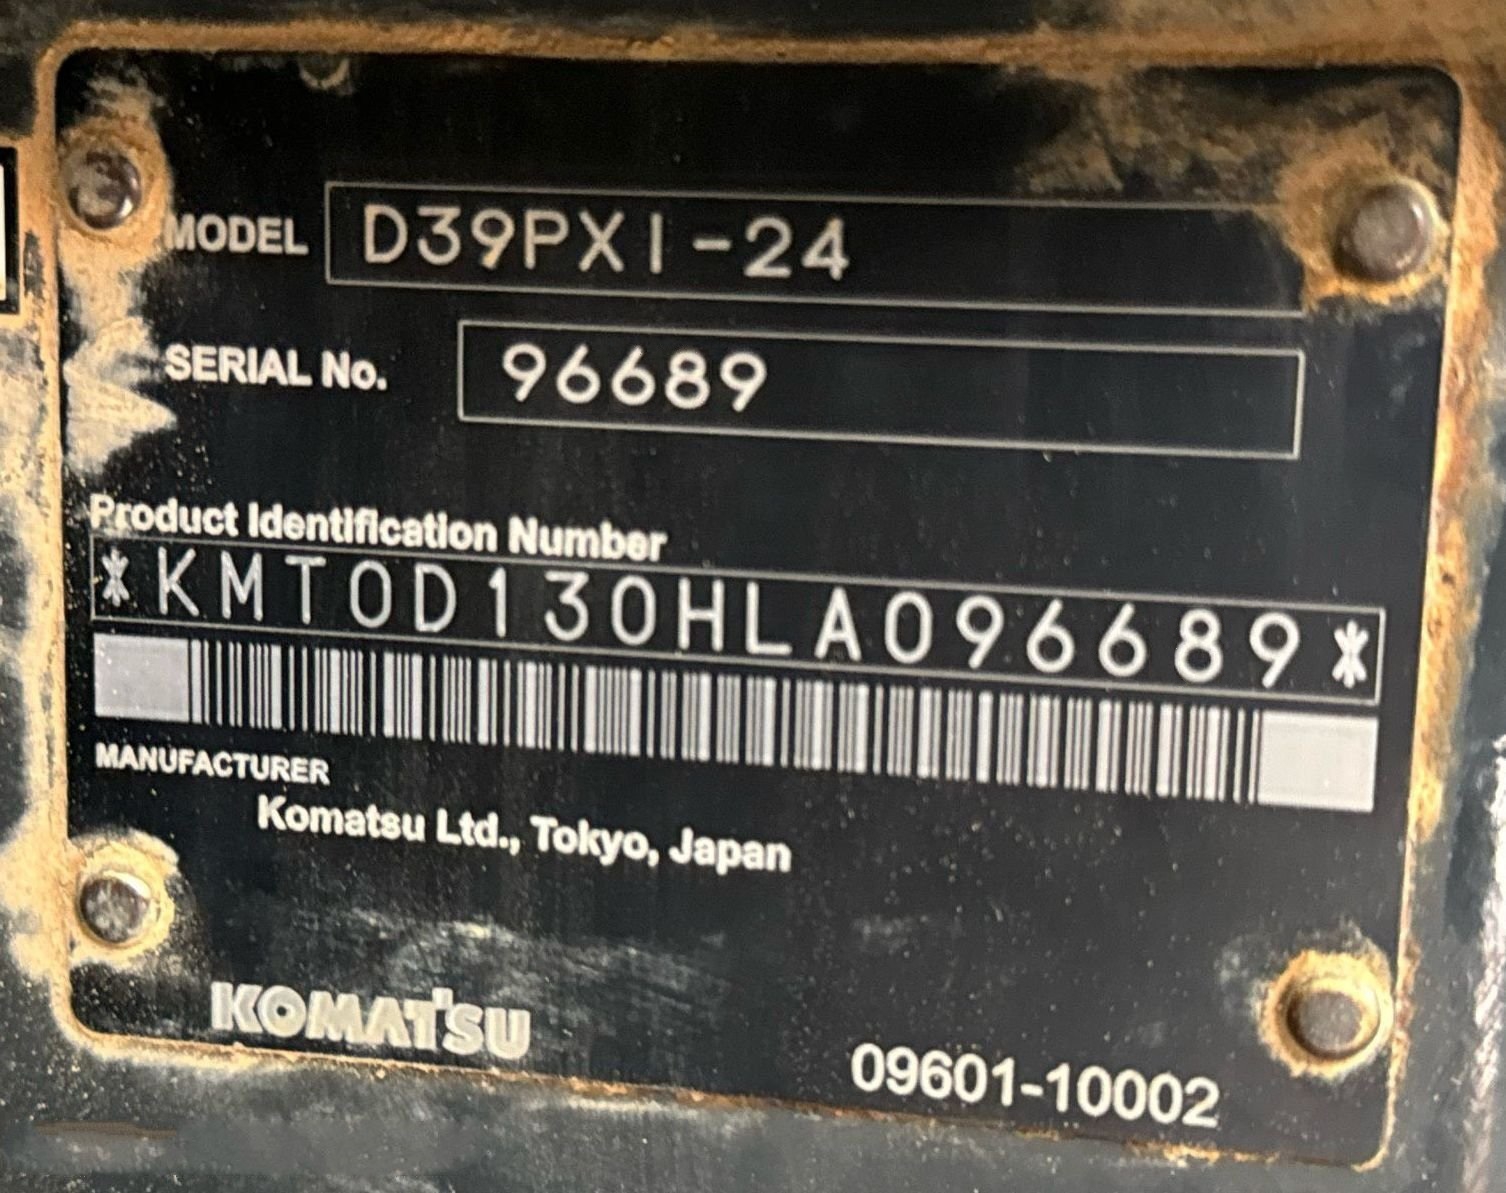 MODEL D39PXI-24
SERIAL No. 96689
Product Identification Number
*KMT0D130HLA096689*
MANUFACTURER
Komatsu Ltd., Tokyo, Japan
KOMATSU
09601-10002